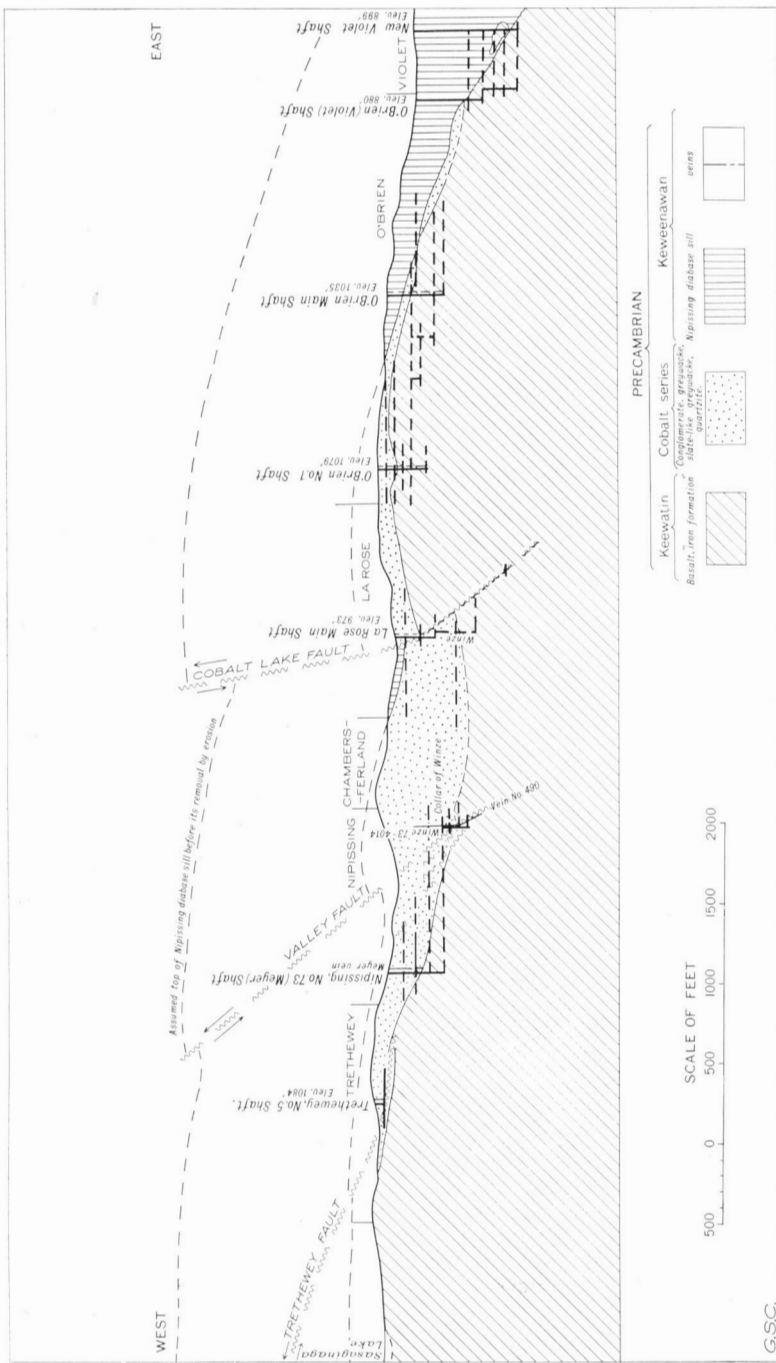 WEST
EAST
Assumed top of Nipissing diabase sill before its removal by erosion
TRETHEWEY FAULT
VALLEY FAULT
COBALT LAKE FAULT
Sasaginaga
Lake
TRETHEWEY
NIPISSING
CHAMBERS-
-FERLAND
LA ROSE
O'BRIEN
VIOLET
Trethewey, No. 5 Shaft.
Elev. 1084'
Nipissing, No. 73 (Meyer) Shaft
Meyer vein
Winze 73-4014
Collar of Winze
Vein No. 490
La Rose Main Shaft
Elev. 973'
Winze
O'Brien No.1 Shaft
Elev. 1079'
O'Brien Main Shaft
Elev. 1035'
O'Brien (Violet) Shaft
Elev. 880'
New Violet Shaft
Elev. 899'
SCALE OF FEET
500 0 500 1000 1500 2000
PRECAMBRIAN
Keewatin
Cobalt series
Keweenawan
Basalt, iron formation
Conglomerate, greywacke,
slate-like greywacke,
quartzite.
Nipissing diabase sill
veins
G.S.C.